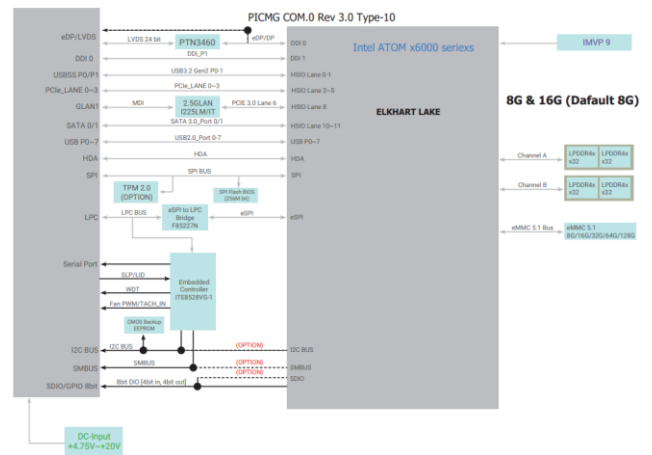 PICMG COM.0 Rev 3.0 Type-10
eDP/LVDS
LVDS 24 bit
PTN3460
eDP/DP
DDI 0
Intel ATOM x6000 seriexs
IMVP 9
DDI 0
DDI_P1
DDI 1
USBSS P0/P1
USB3.2 Gen2 P0-1
HSIO Lane 0-1
PCIe_LANE 0~3
PCIe_LANE 0~3
HSIO Lane 2~5
8G & 16G (Dafault 8G)
GLAN1
MDI
2.5GLAN
I225LM/IT
PCIE 3.0 Lane 6
HSIO Lane 8
ELKHART LAKE
SATA 0/1
SATA 3.0_Port 0/1
HSIO Lane 10~11
USB P0~7
USB2.0_Port 0-7
USB P0~7
HDA
HDA
HDA
Channel A
LPDDR4x
x32
LPDDR4x
x32
SPI
SPI BUS
SPI
TPM 2.0
(OPTION)
SPI Flash BIOS
(256M bit)
Channel B
LPDDR4x
x32
LPDDR4x
x32
LPC
LPC BUS
eSPI to LPC
Bridge
F85227N
eSPI
eSPI
eMMC 5.1 Bus
eMMC 5.1
8G/16G/32G/64G/128G
Serial Port
SLP/LID
WDT
Fan PWM/TACH_IN
Embedded
Controller
ITE8528VG-1
CMOS Backup
EEPROM
I2C BUS
I2C BUS
(OPTION)
I2C BUS
SMBUS
SMBUS
(OPTION)
SMBUS
(OPTION)
SDIO
SDIO/GPIO 8bit
8bit DIO [4bit in, 4bit out]
DC-Input
+4.75V~+20V